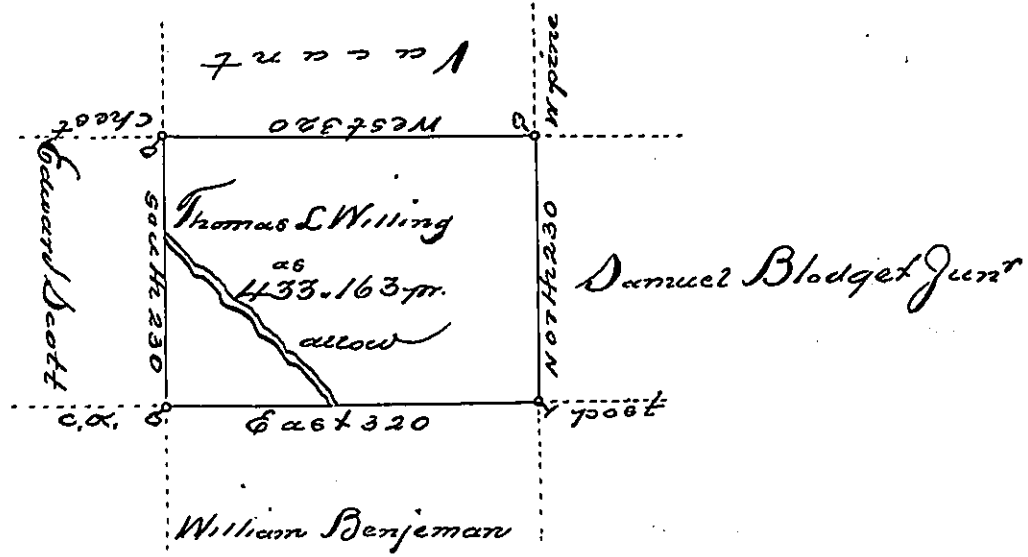 Vacant
W pine
Chest
West 320
Edward Scott
South 230
Thomas L Willing
as
433.163 pr.
allow
North 230
Samuel Blodget Junr
C.O.
East 320
post
William Benjeman